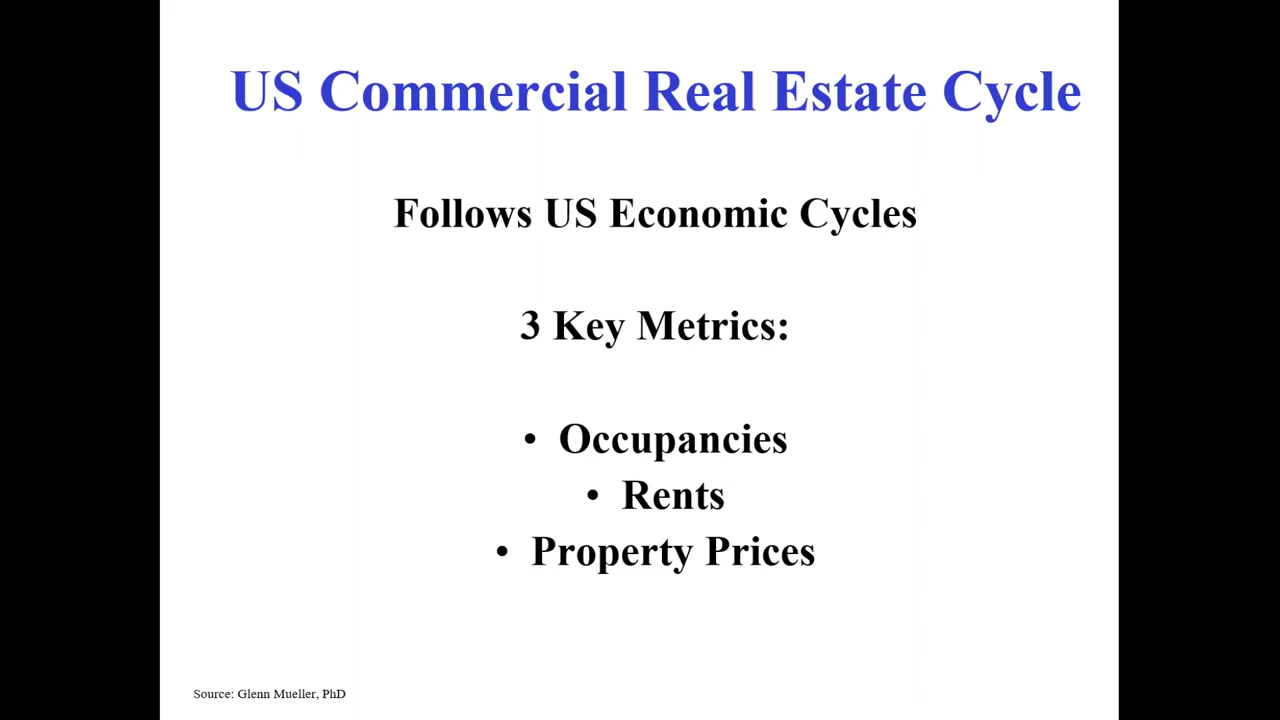 US Commercial Real Estate Cycle
Follows US Economic Cycles
3 Key Metrics:
• Occupancies
• Rents
• Property Prices
Source: Glenn Mueller, PhD